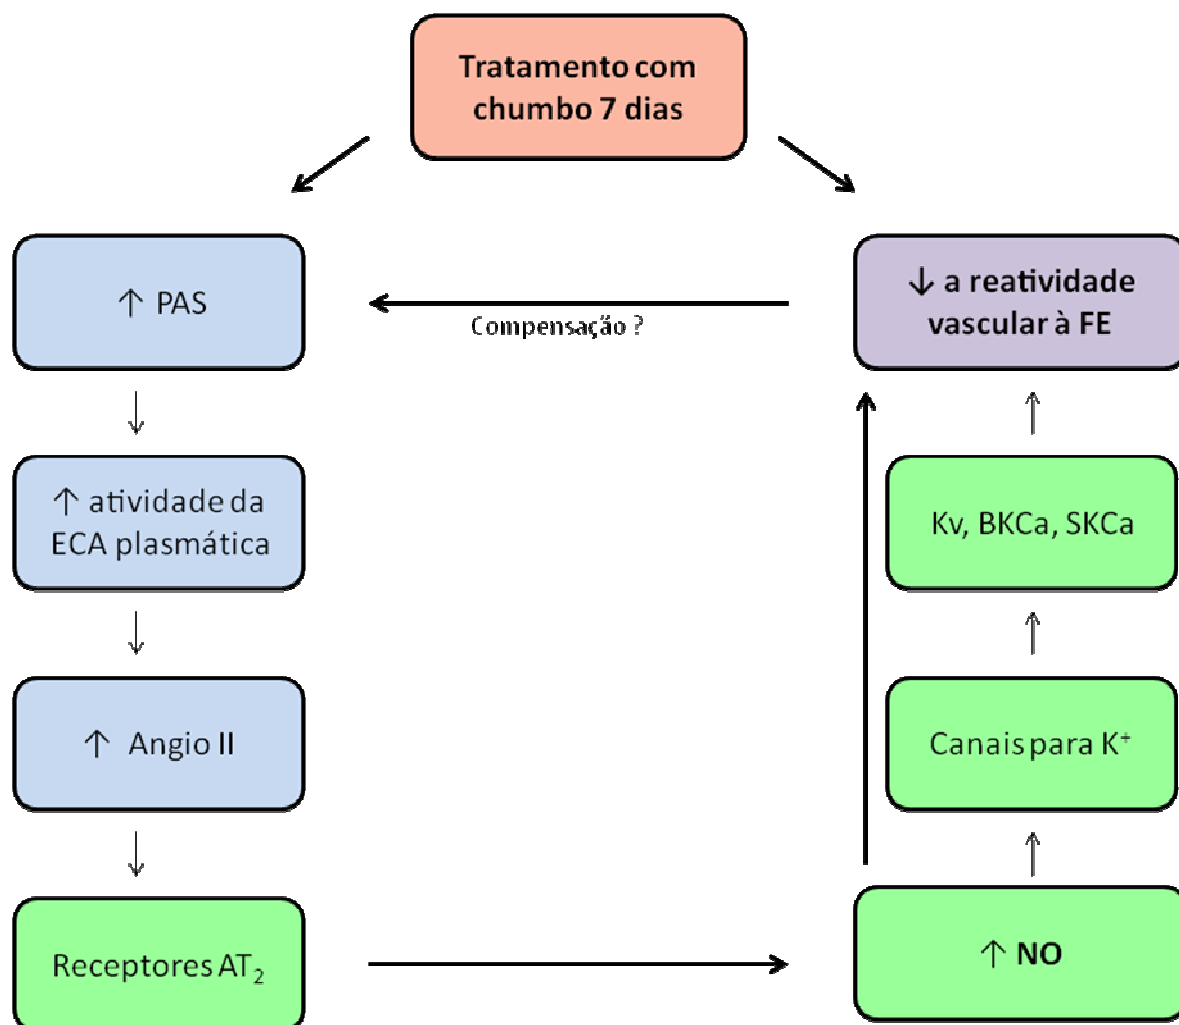 Tratamento com
chumbo 7 dias
↑ PAS
Compensação ?
↓ a reatividade
vascular à FE
↑ atividade da
ECA plasmática
Kv, BKCa, SKCa
↑ Angio II
Canais para K⁺
Receptores AT₂
↑ NO